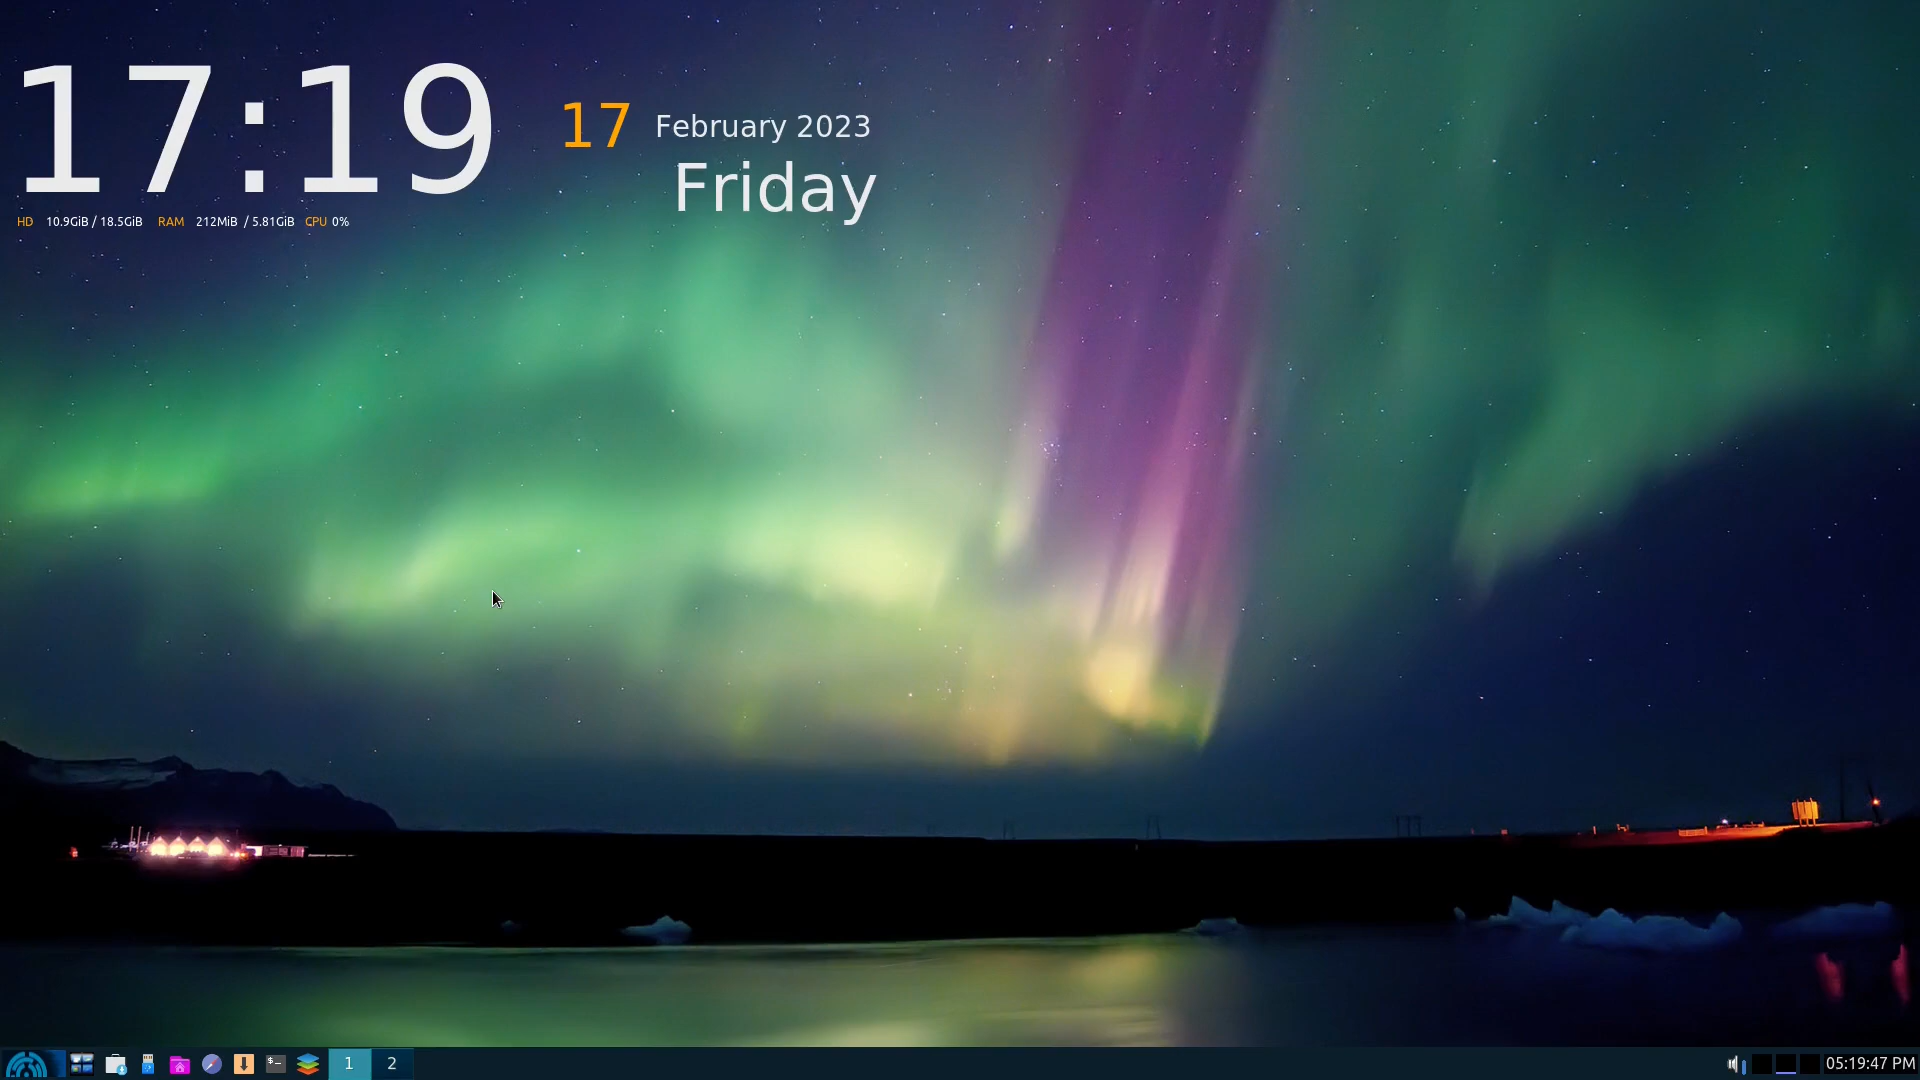 17:19
17 February 2023
Friday
HD 10.9GiB / 18.5GiB RAM 212MiB / 5.81GiB CPU 0%
$-
1 2 05:19:47 PM